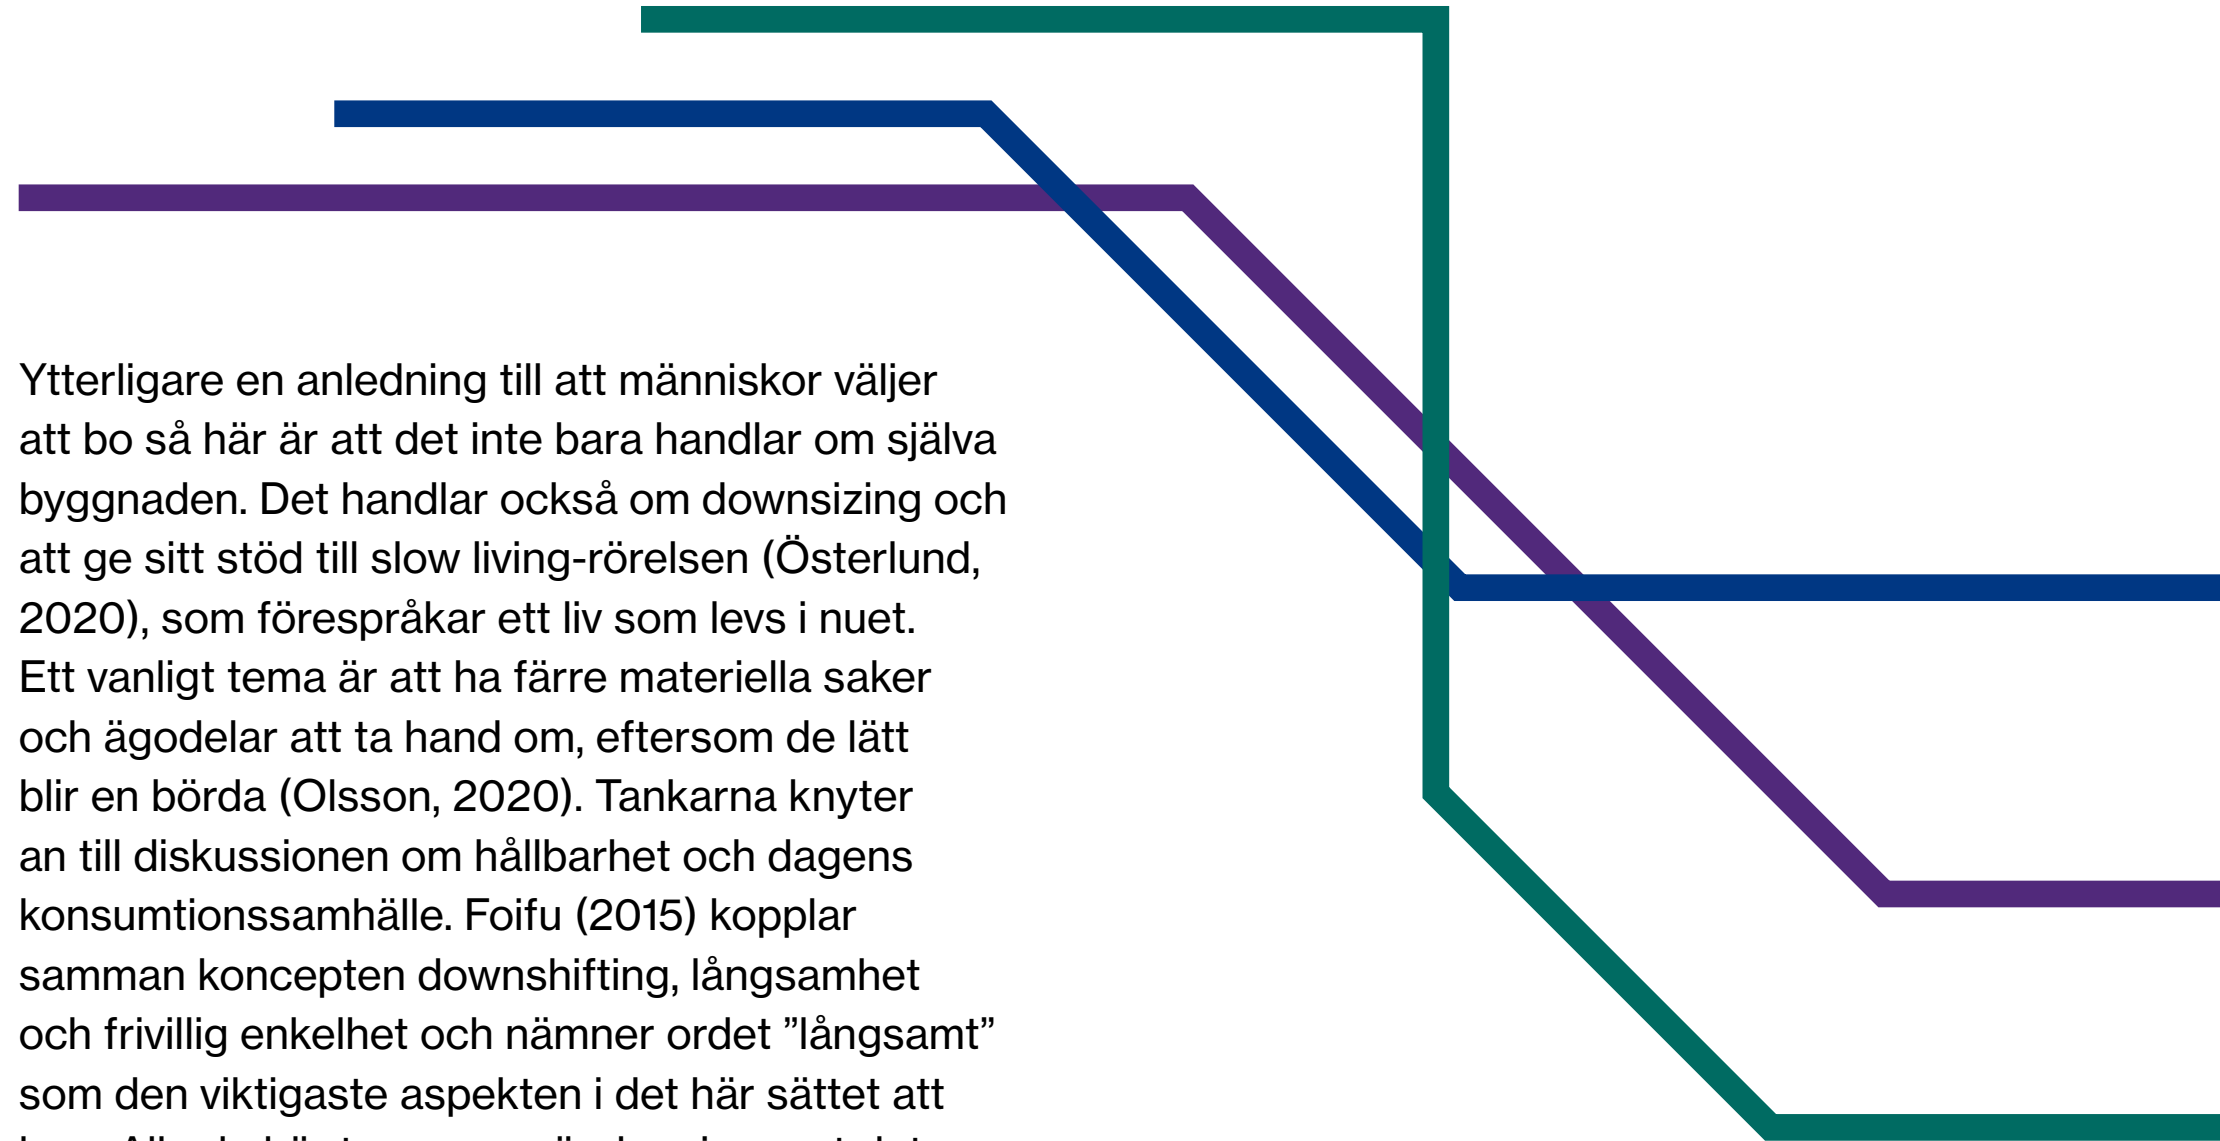 Ytterligare en anledning till att människor väljer
att bo så här är att det inte bara handlar om själva
byggnaden. Det handlar också om downsizing och
att ge sitt stöd till slow living-rörelsen (Österlund,
2020), som förespråkar ett liv som levs i nuet.
Ett vanligt tema är att ha färre materiella saker
och ägodelar att ta hand om, eftersom de lätt
blir en börda (Olsson, 2020). Tankarna knyter
an till diskussionen om hållbarhet och dagens
konsumtionssamhälle. Foifu (2015) kopplar
samman koncepten downshifting, långsamhet
och frivillig enkelhet och nämner ordet ”långsamt”
som den viktigaste aspekten i det här sättet att